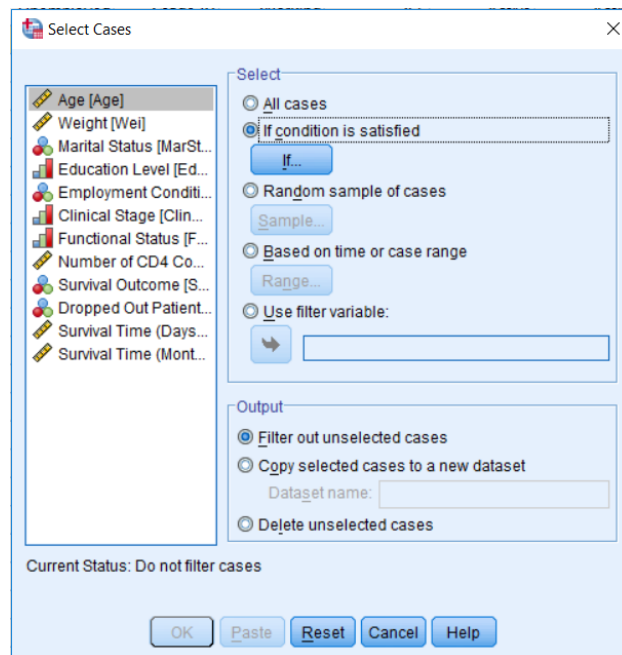 Select Cases
Age [Age]
Weight [Wei]
Marital Status [MarSt...
Education Level [Ed...
Employment Conditi...
Clinical Stage [Clin...
Functional Status [F...
Number of CD4 Co...
Survival Outcome [S...
Dropped Out Patient...
Survival Time (Days...
Survival Time (Mont...
Select
All cases
If condition is satisfied
If...
Random sample of cases
Sample...
Based on time or case range
Range...
Use filter variable:
Output
Filter out unselected cases
Copy selected cases to a new dataset
Dataset name:
Delete unselected cases
Current Status: Do not filter cases
OK Paste Reset Cancel Help